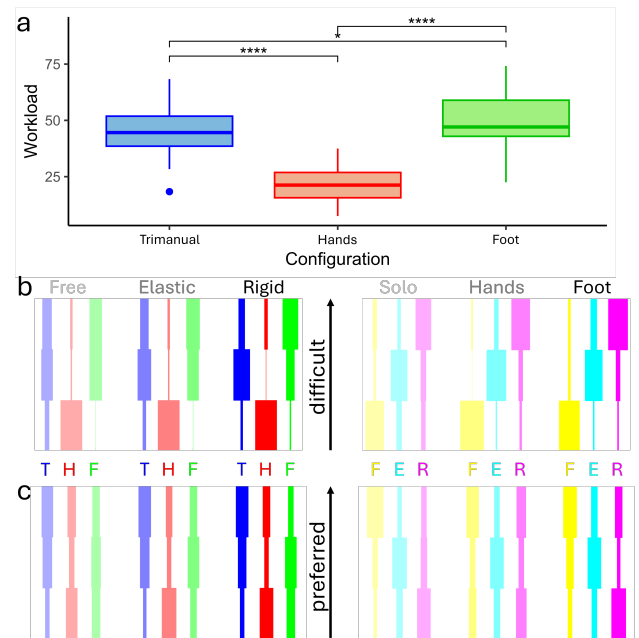 a
****
*
****
75
50
25
Workload
Trimanual Hands Foot
Configuration
b
Free Elastic Rigid
Solo Hands Foot
difficult
T H F T H F T H F
F E R F E R F E R
c
preferred